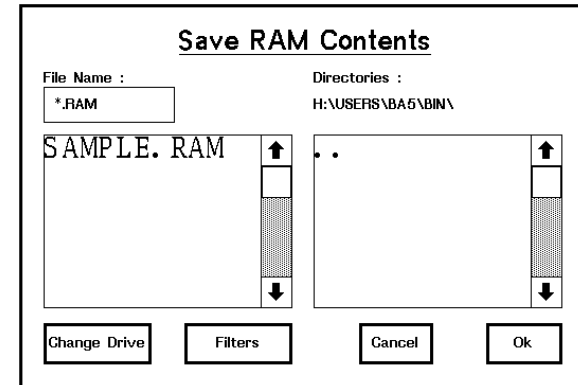 Save RAM Contents
File Name :
Directories :
*.RAM
H:\USERS\BA5\BIN\
SAMPLE.RAM
..
Change Drive
Filters
Cancel
Ok